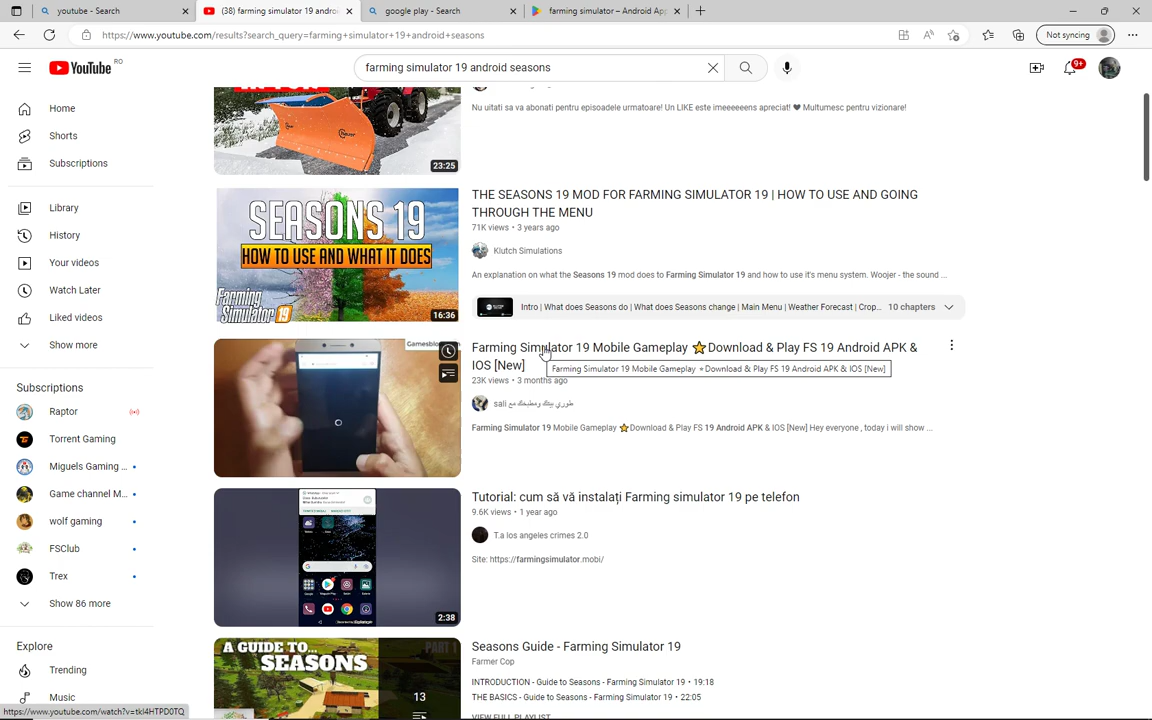 youtube - Search
(38) farming simulator 19 andro
google play - Search
farming simulator – Android Ap
https://www.youtube.com/results?search_query=farming+simulator+19+android+seasons
Not syncing
YouTube RO
farming simulator 19 android seasons
9+
Home
Shorts
Subscriptions
Library
History
Your videos
Watch Later
Liked videos
Show more
Subscriptions
Raptor
Torrent Gaming
Miguels Gaming ...
Game channel M...
wolf gaming
FSClub
Trex
Show 86 more
Explore
Trending
Music
https://www.youtube.com/watch?v=tkl4HTPD0TQ
Nu uitati sa va abonati pentru episoadele urmatoare! Un LIKE este imeeeeeens apreciat! ❤ Multumesc pentru vizionare!
23:25
SEASONS 19
HOW TO USE AND WHAT IT DOES
Farming Simulator 19
16:36
THE SEASONS 19 MOD FOR FARMING SIMULATOR 19 | HOW TO USE AND GOING
THROUGH THE MENU
71K views • 3 years ago
Klutch Simulations
An explanation on what the Seasons 19 mod does to Farming Simulator 19 and how to use it's menu system. Woojer - the sound ...
Intro | What does Seasons do | What does Seasons change | Main Menu | Weather Forecast | Crop... 10 chapters
Farming Simulator 19 Mobile Gameplay ⭐Download & Play FS 19 Android APK &
IOS [New]
Farming Simulator 19 Mobile Gameplay ⭐Download & Play FS 19 Android APK & IOS [New]
23K views • 3 months ago
sali طوري بيتك ومطبخك مع
Farming Simulator 19 Mobile Gameplay ⭐Download & Play FS 19 Android APK & IOS [New] Hey everyone , today i will show ...
Tutorial: cum să vă instalați Farming simulator 19 pe telefon
9.6K views • 1 year ago
T.a los angeles crimes 2.0
Site: https://farmingsimulator.mobi/
2:38
A GUIDE TO...
SEASONS
PART 1
13
Seasons Guide - Farming Simulator 19
Farmer Cop
INTRODUCTION - Guide to Seasons - Farming Simulator 19 • 19:18
THE BASICS - Guide to Seasons - Farming Simulator 19 • 22:05
VIEW FULL PLAYLIST